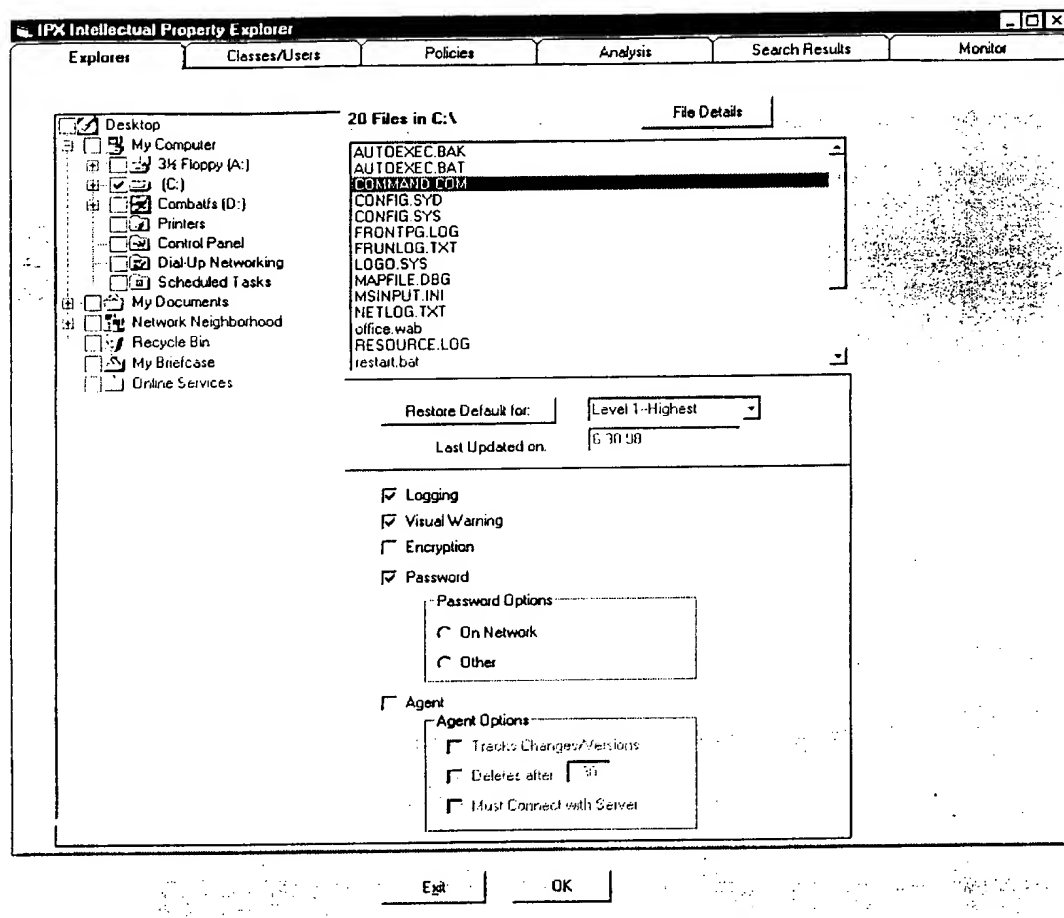 IPX Intellectual Property Explorer
Explorer Classes/Users Policies Analysis Search Results Monitor
Desktop
My Computer
3½ Floppy (A:)
(C:)
Combatfs (D:)
Printers
Control Panel
Dial-Up Networking
Scheduled Tasks
My Documents
Network Neighborhood
Recycle Bin
My Briefcase
Online Services
20 Files in C:\
File Details
AUTOEXEC.BAK
AUTOEXEC.BAT
COMMAND.COM
CONFIG.SYD
CONFIG.SYS
FRONTPG.LOG
FRUNLOG.TXT
LOGO.SYS
MAPFILE.DBG
MSINPUT.INI
NETLOG.TXT
office.wab
RESOURCE.LOG
restart.bat
Restore Default for: Level 1--Highest
Last Updated on. 6 30 98
Logging
Visual Warning
Encryption
Password
Password Options
On Network
Other
Agent
Agent Options
Tracks Changes/Versions
Deletes after 30
Must Connect with Server
Exit OK